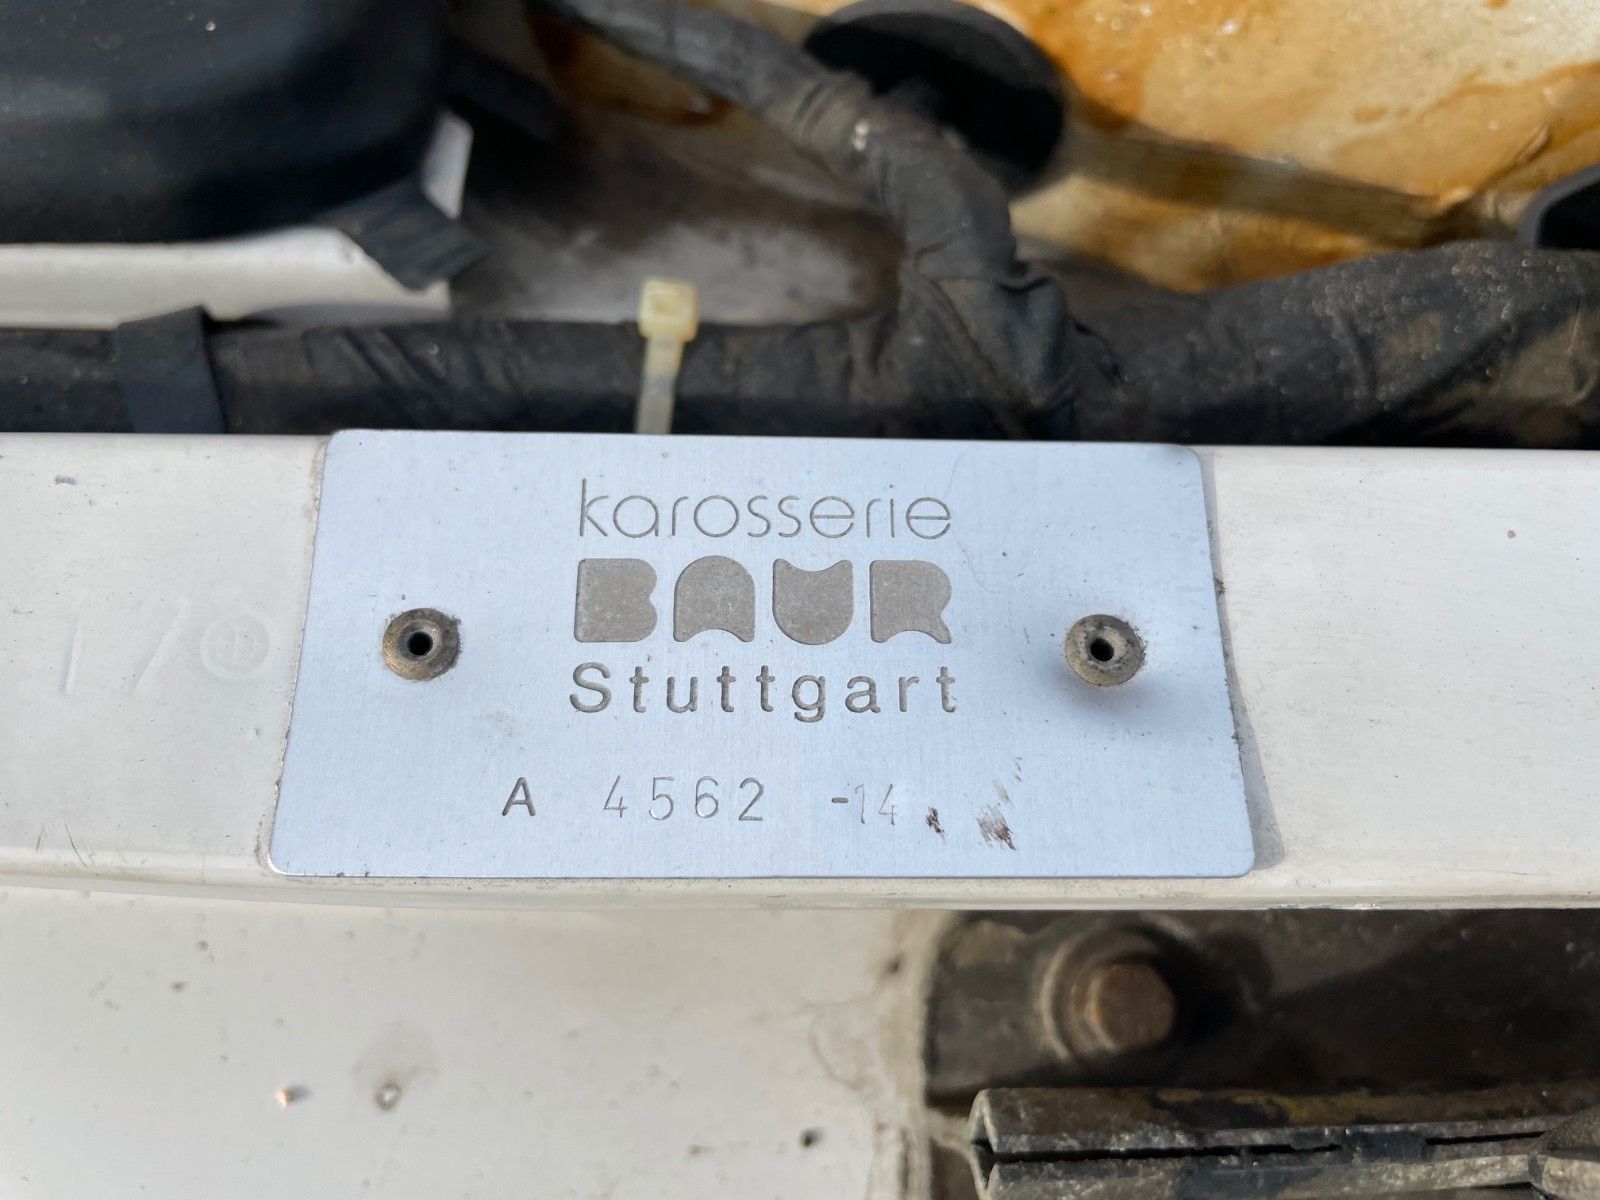 karosserie
BAUR
Stuttgart
A 4562 -14